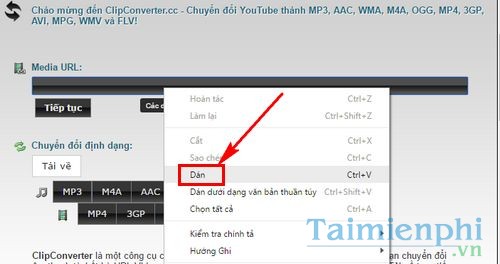 Chào mừng đến ClipConverter.cc - Chuyển đổi YouTube thành MP3, AAC, WMA, M4A, OGG, MP4, 3GP,
AVI, MPG, WMV và FLV!
Media URL:
Tiếp tục
Các
Hoàn tác Ctrl+Z
Làm lại Ctrl+Shift+Z
Cắt Ctrl+X
Sao chép Ctrl+C
Dán Ctrl+V
Dán dưới dạng văn bản thuần túy Ctrl+Shift+V
Chọn tất cả Ctrl+A
Kiểm tra chính tả
Hướng Ghi
Chuyển đổi định dạng:
Tải về
MP3 M4A AAC
MP4 3GP
Taimienphi
.vn
ClipConverter là một công cụ c
an chuyển đổi